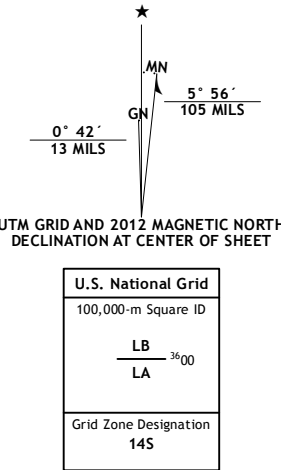 ★
MN
GN
5° 56´
105 MILS
0° 42´
13 MILS
UTM GRID AND 2012 MAGNETIC NORTH
DECLINATION AT CENTER OF SHEET
U.S. National Grid
100,000-m Square ID
LB
3600
LA
Grid Zone Designation
14S